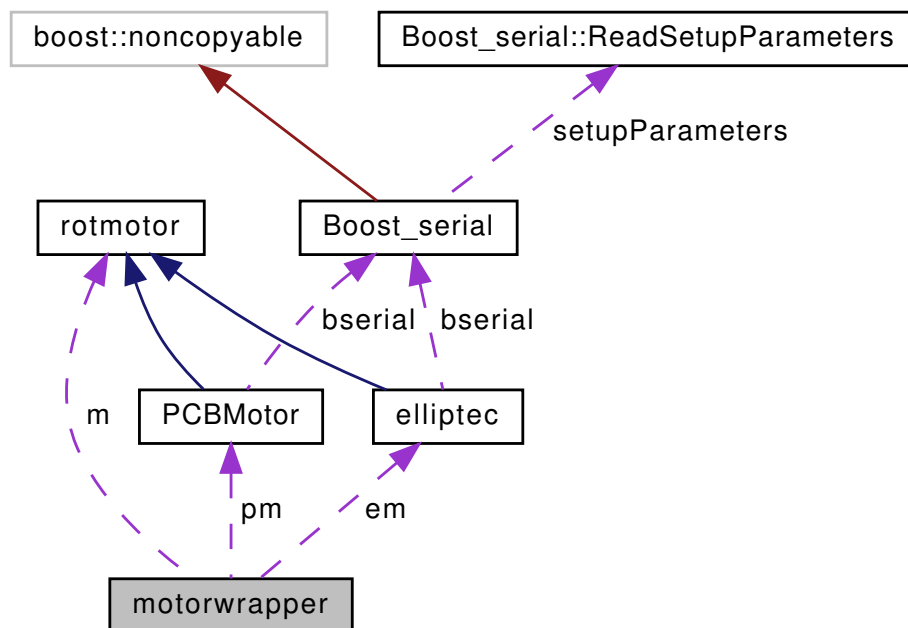 boost::noncopyable
Boost_serial::ReadSetupParameters
setupParameters
rotmotor
Boost_serial
bserial
bserial
m
PCBMotor
elliptec
pm
em
motorwrapper